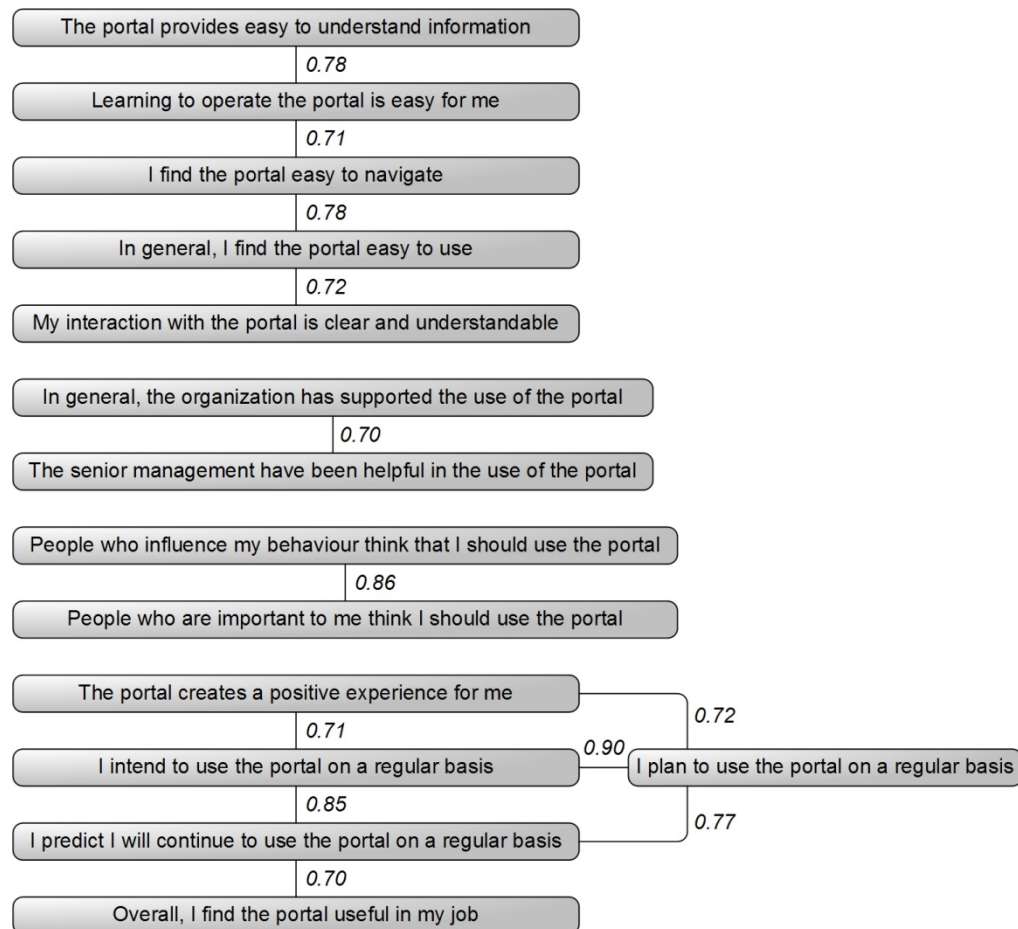 The portal provides easy to understand information
0.78
Learning to operate the portal is easy for me
0.71
I find the portal easy to navigate
0.78
In general, I find the portal easy to use
0.72
My interaction with the portal is clear and understandable
In general, the organization has supported the use of the portal
0.70
The senior management have been helpful in the use of the portal
People who influence my behaviour think that I should use the portal
0.86
People who are important to me think I should use the portal
The portal creates a positive experience for me
0.72
0.71
0.90
I intend to use the portal on a regular basis
I plan to use the portal on a regular basis
0.85
0.77
I predict I will continue to use the portal on a regular basis
0.70
Overall, I find the portal useful in my job